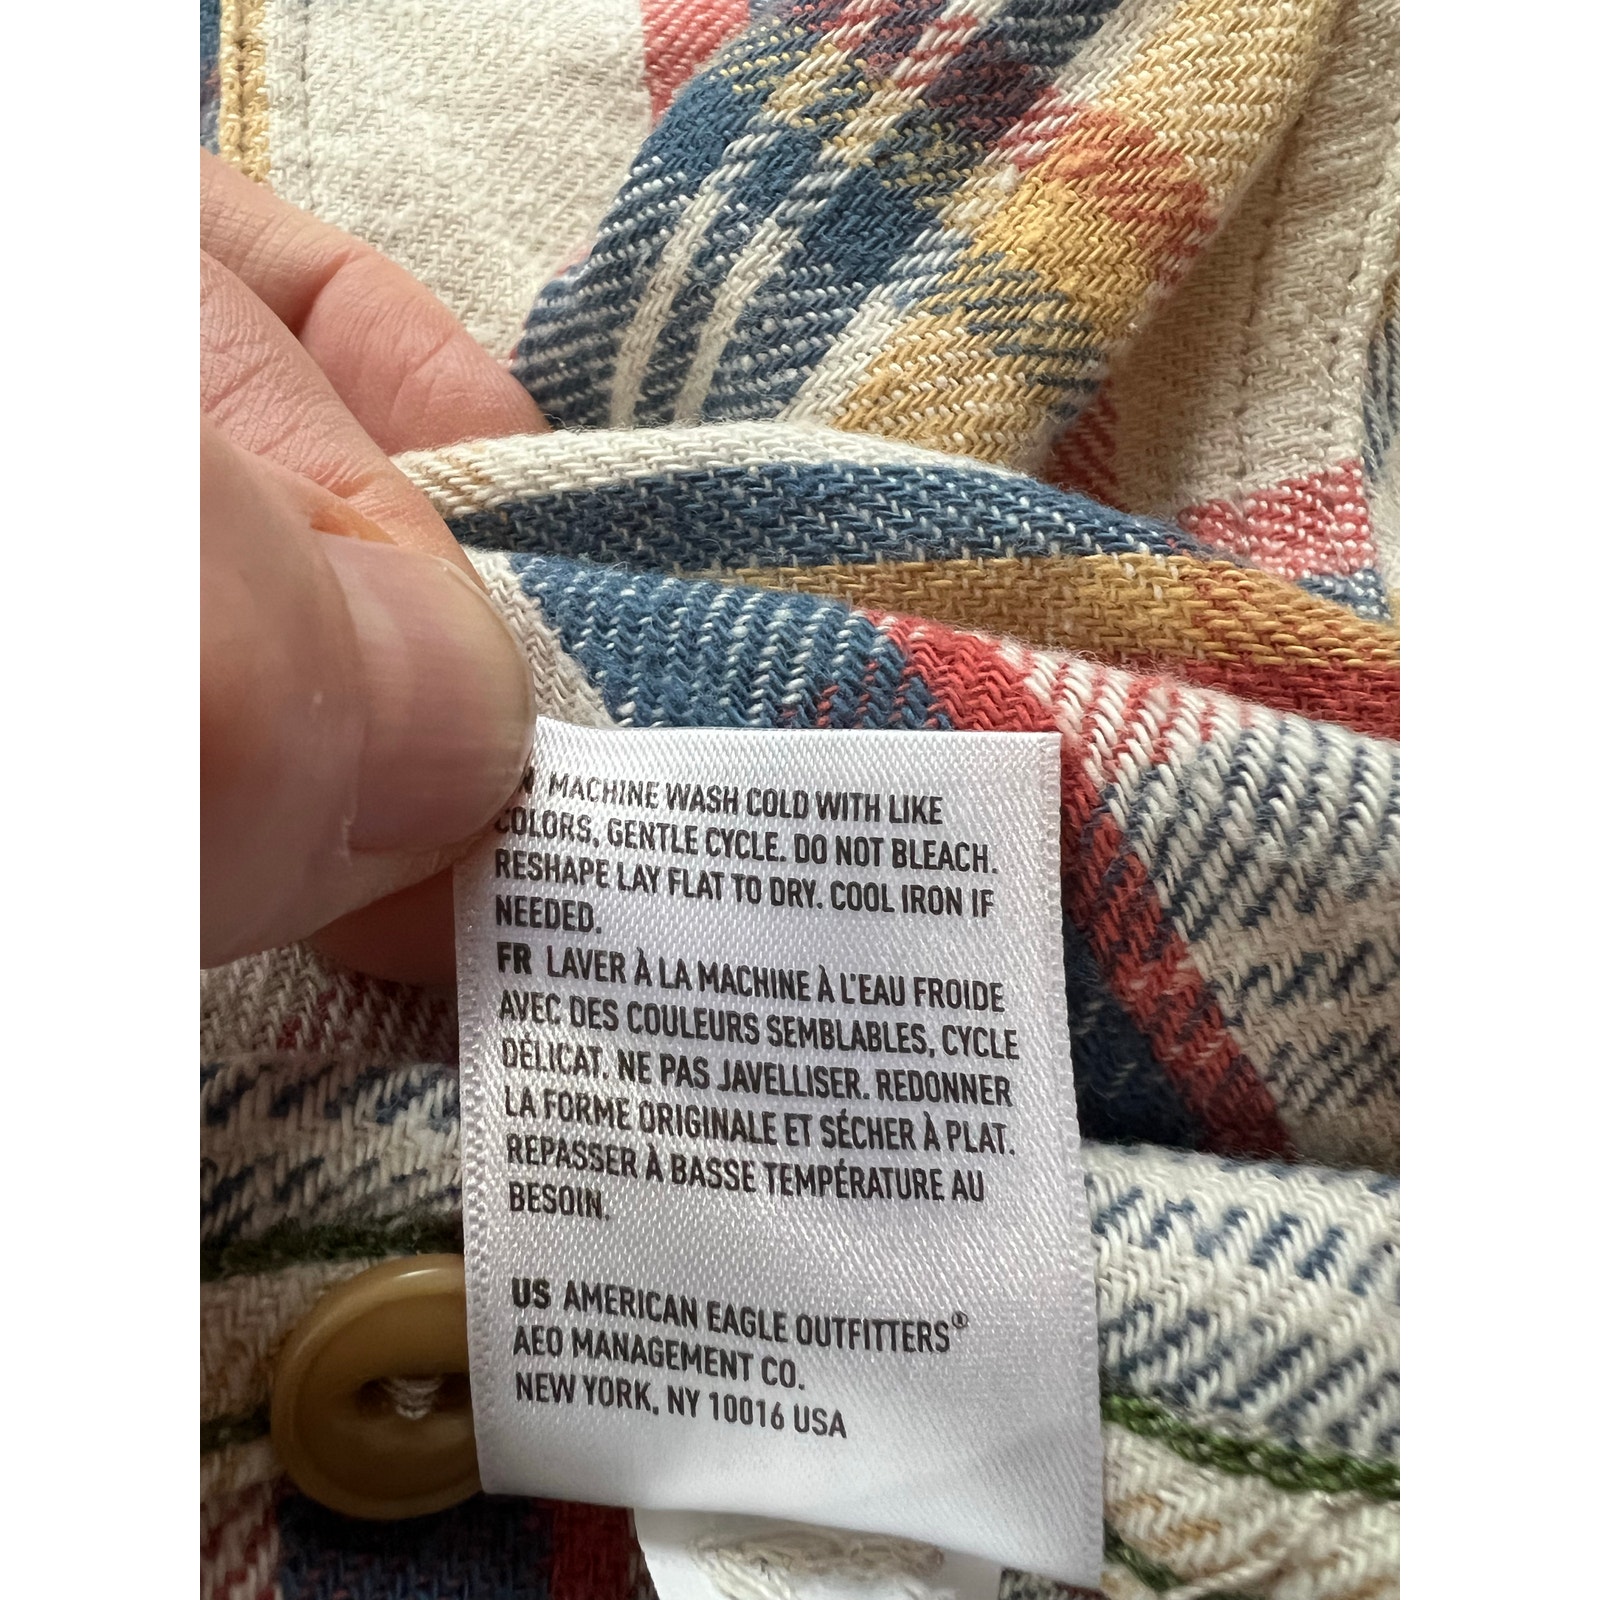 MACHINE WASH COLD WITH LIKE
COLORS, GENTLE CYCLE. DO NOT BLEACH.
RESHAPE LAY FLAT TO DRY. COOL IRON IF
NEEDED.
FR LAVER À LA MACHINE À L'EAU FROIDE
AVEC DES COULEURS SEMBLABLES, CYCLE
DÉLICAT. NE PAS JAVELLISER. REDONNER
LA FORME ORIGINALE ET SÉCHER À PLAT.
REPASSER À BASSE TEMPÉRATURE AU
BESOIN.
US AMERICAN EAGLE OUTFITTERS®
AEO MANAGEMENT CO.
NEW YORK, NY 10016 USA